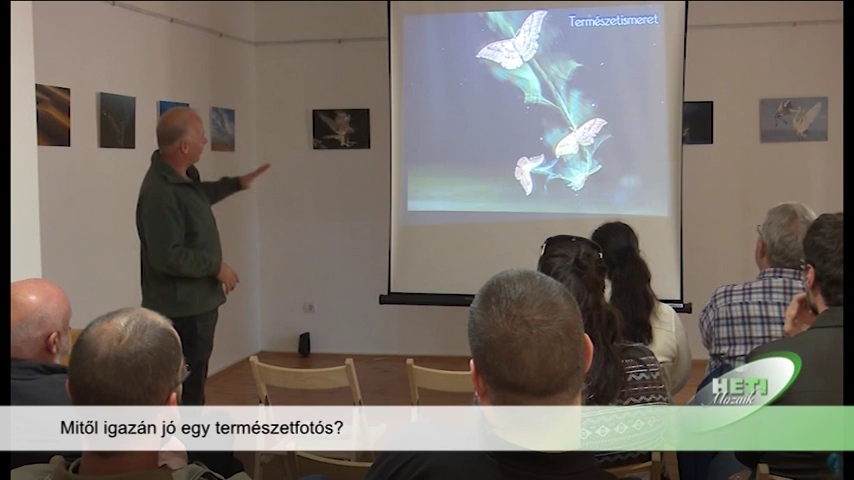 Természetismeret
HETI
Mozaik
Mitől igazán jó egy természetfotós?